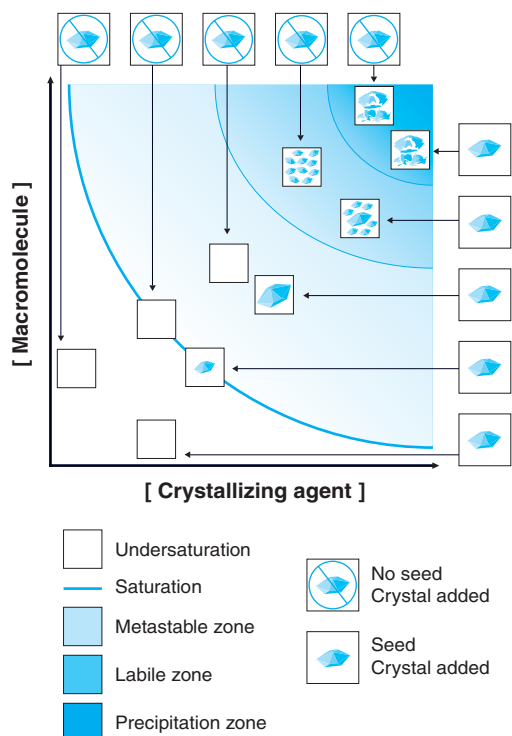 [ Macromolecule ]
[ Crystallizing agent ]
Undersaturation
Saturation
Metastable zone
Labile zone
Precipitation zone
No seed
Crystal added
Seed
Crystal added